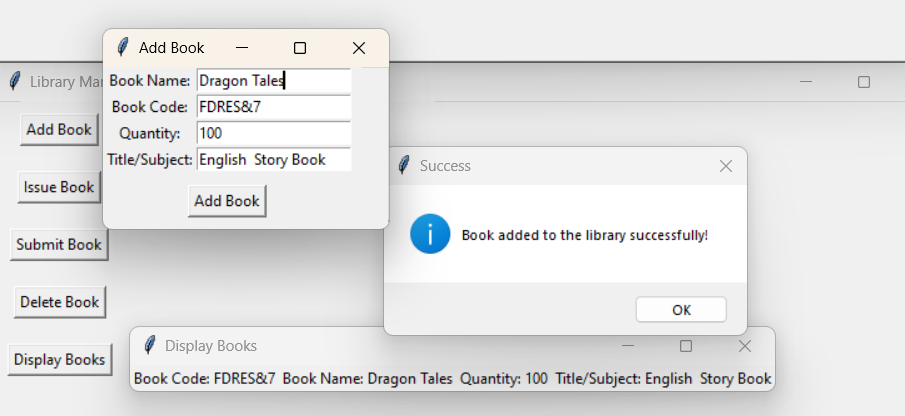 Add Book
Book Name: Dragon Tales
Book Code: FDRES&7
Quantity: 100
Title/Subject: English  Story Book
Add Book
Library Mar
Add Book
Issue Book
Submit Book
Delete Book
Display Books
Success
Book added to the library successfully!
OK
Display Books
Book Code: FDRES&7  Book Name: Dragon Tales  Quantity: 100  Title/Subject: English  Story Book